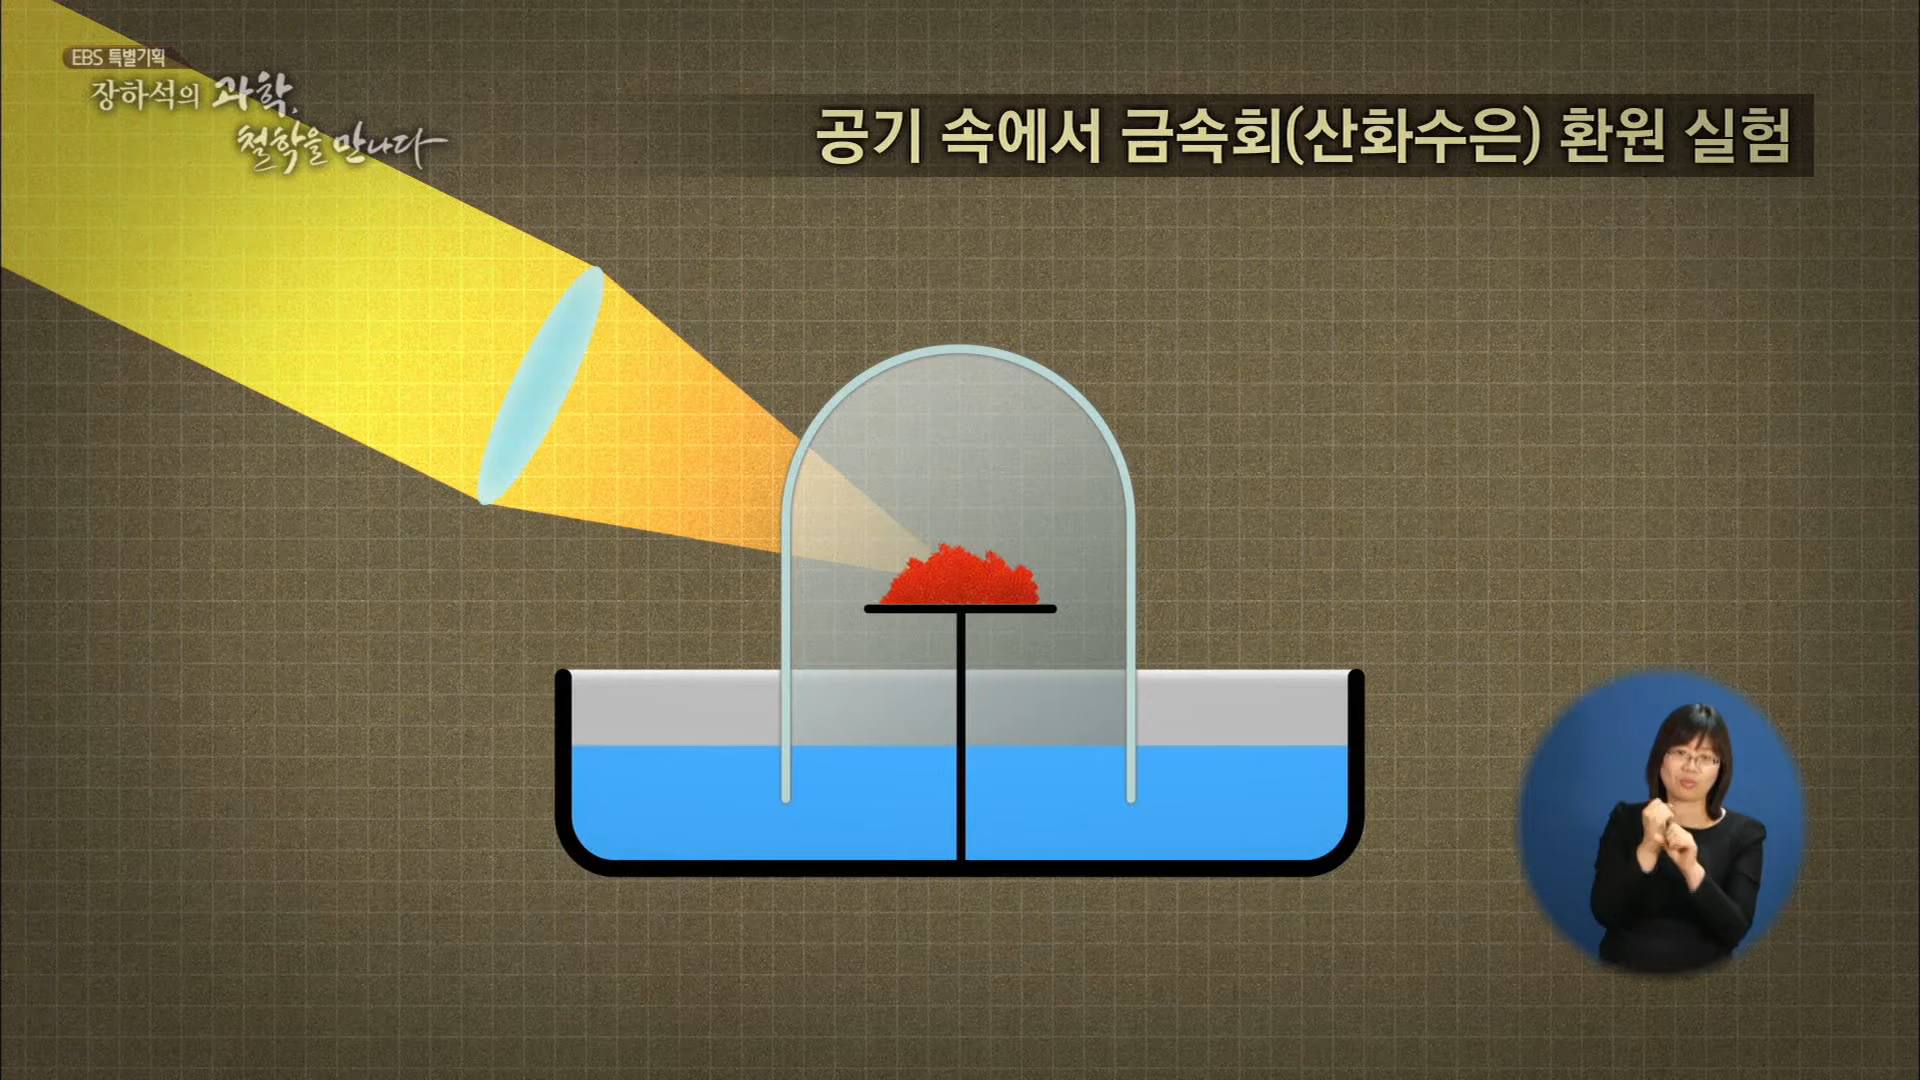 EBS 특별기획
장하석의 과학,
철학을 만나다
공기 속에서 금속회(산화수은) 환원 실험